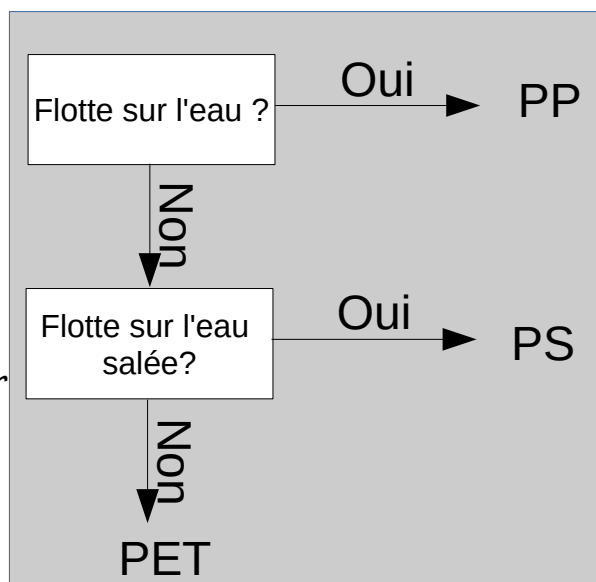 Flotte sur l'eau ?
Oui
PP
Non
Flotte sur l'eau
salée?
Oui
PS
r
Non
PET